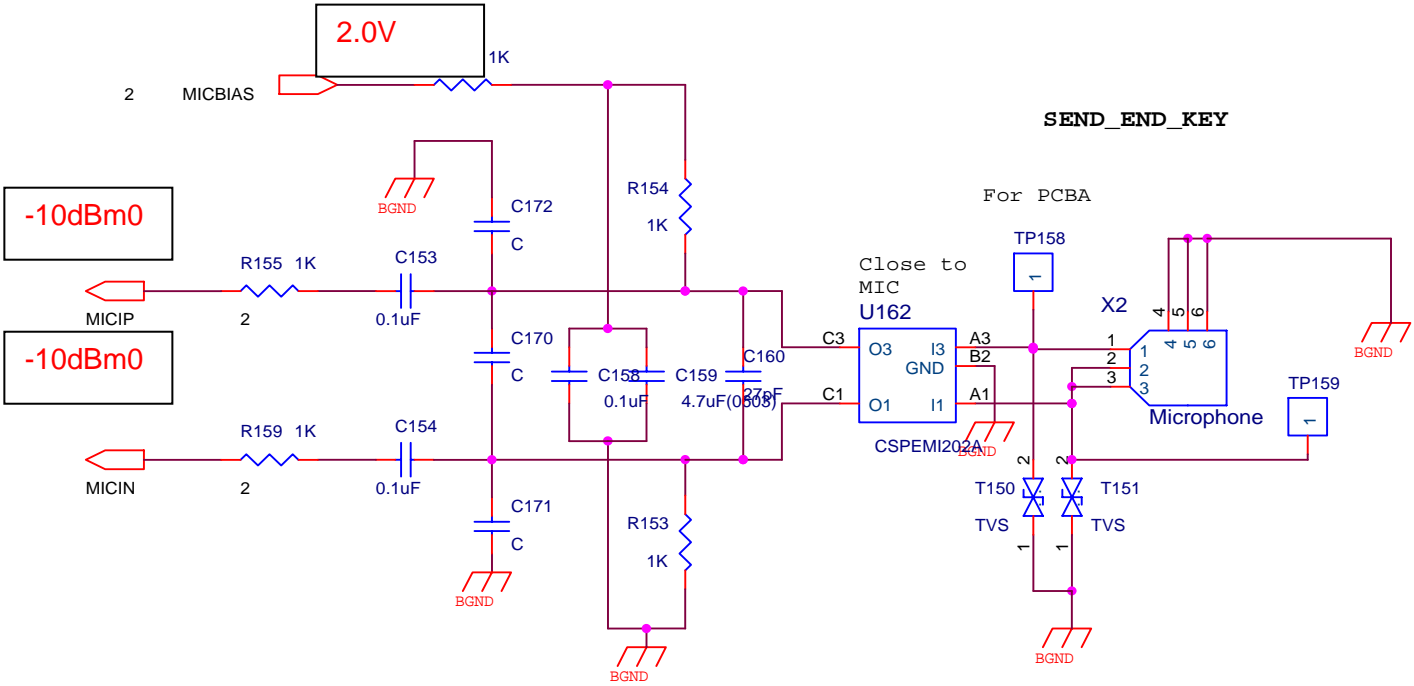 2.0V
1K
2 MICBIAS
SEND_END_KEY
-10dBm0
BGND
C172
C
R154
1K
For PCBA
TP158
1
R155 1K
C153
MICIP
2
0.1uF
Close to
MIC
U162
X2
4 5 6
4 5 6
BGND
-10dBm0
C170
C
C158
0.1uF
C159
4.7uF(0603)
C160
27pF
C3
O3
I3
A3
GND
B2
C1
O1
I1
A1
CSPEMI202A
BGND
1
1
2
2
3
3
Microphone
TP159
1
R159 1K
C154
MICIN
2
0.1uF
C171
C
BGND
R153
1K
BGND
2
T150
TVS
1
2
T151
TVS
1
BGND